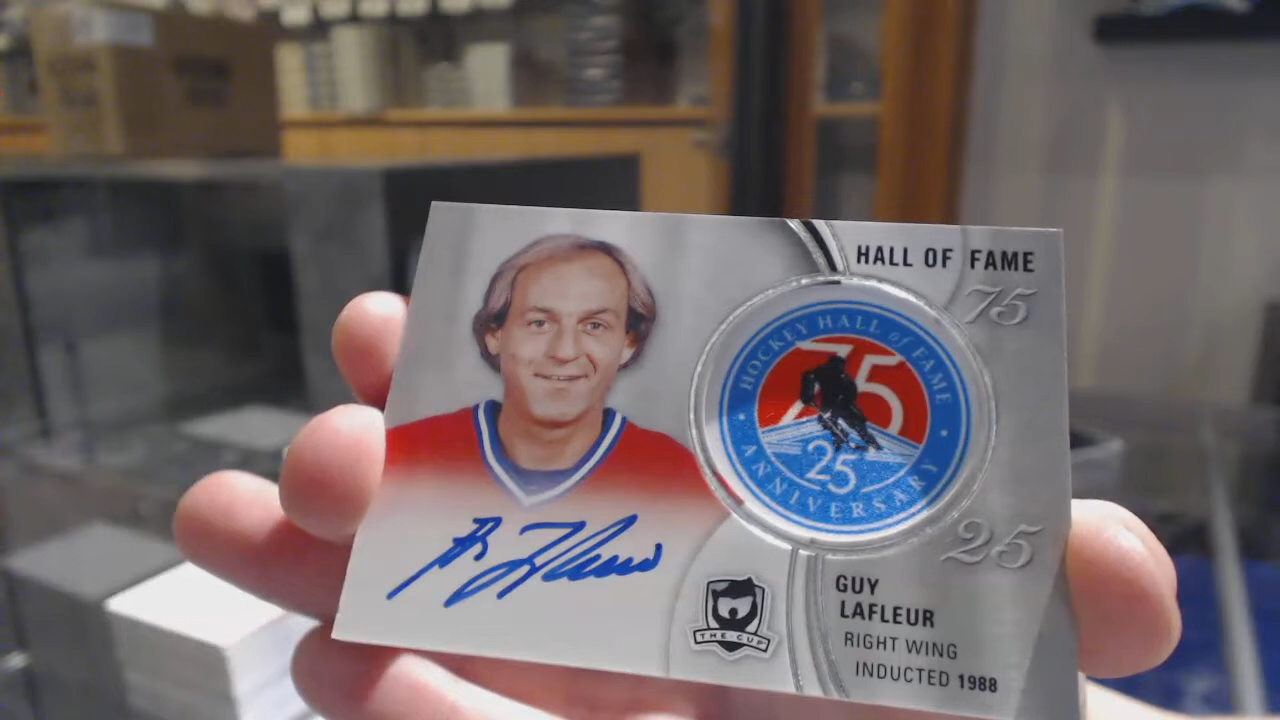 HALL OF FAME
75
HOCKEY HALL of FAME
75
25
ANNIVERSARY
25
THE CUP
GUY
LAFLEUR
RIGHT WING
INDUCTED 1988